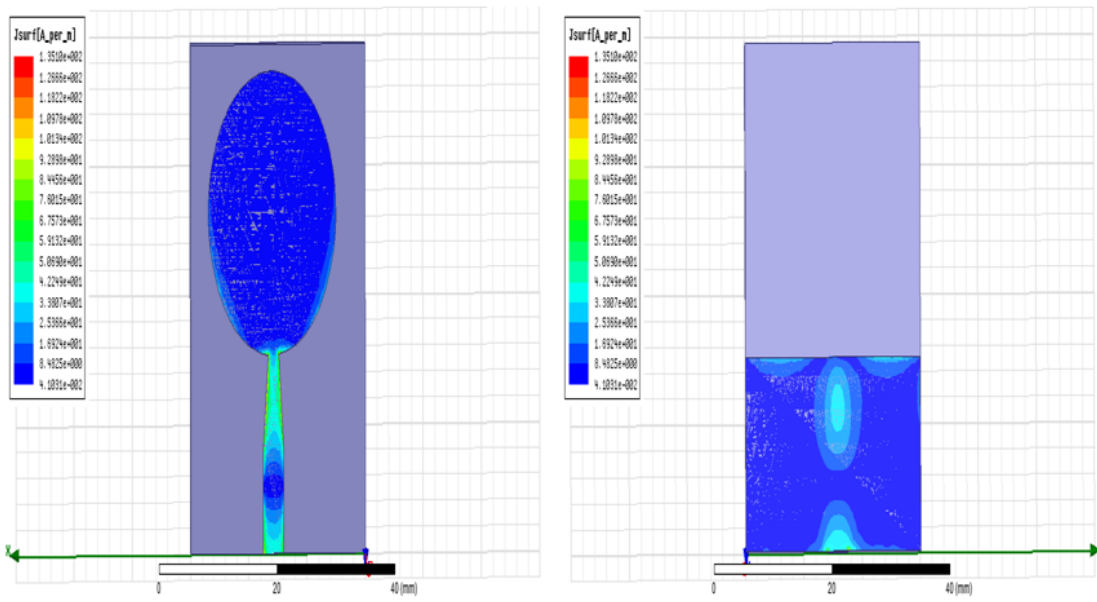 Jsurf[A_per_m]
1.3510e+002
1.2666e+002
1.1822e+002
1.0978e+002
1.0134e+002
9.2898e+001
8.4456e+001
7.6015e+001
6.7573e+001
5.9132e+001
5.0690e+001
4.2249e+001
3.3807e+001
2.5366e+001
1.6924e+001
8.4825e+000
4.1031e-002
X
0
20
40 (mm)
Jsurf[A_per_m]
1.3510e+002
1.2666e+002
1.1822e+002
1.0978e+002
1.0134e+002
9.2898e+001
8.4456e+001
7.6015e+001
6.7573e+001
5.9132e+001
5.0690e+001
4.2249e+001
3.3807e+001
2.5366e+001
1.6924e+001
8.4825e+000
4.1031e-002
0
20
40 (mm)